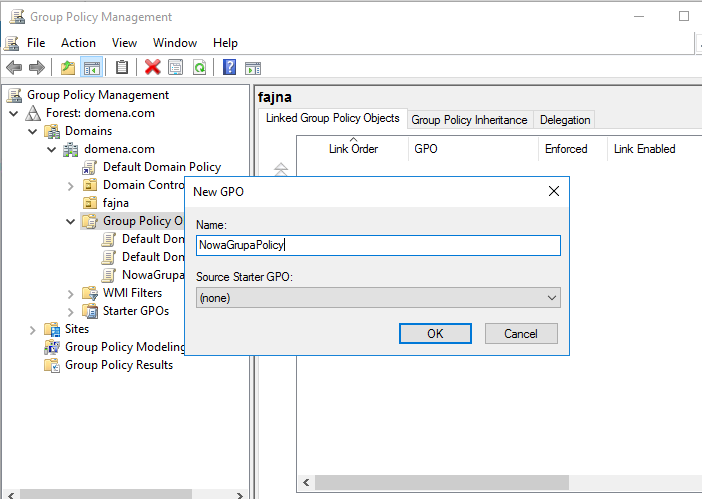 Group Policy Management
File Action View Window Help
Group Policy Management
Forest: domena.com
Domains
domena.com
Default Domain Policy
Domain Contro
fajna
Group Policy O
Default Dom
Default Dom
NowaGrupa
WMI Filters
Starter GPOs
Sites
Group Policy Modeling
Group Policy Results
fajna
Linked Group Policy Objects Group Policy Inheritance Delegation
Link Order GPO Enforced Link Enabled
New GPO
Name:
NowaGrupaPolicy
Source Starter GPO:
(none)
OK Cancel